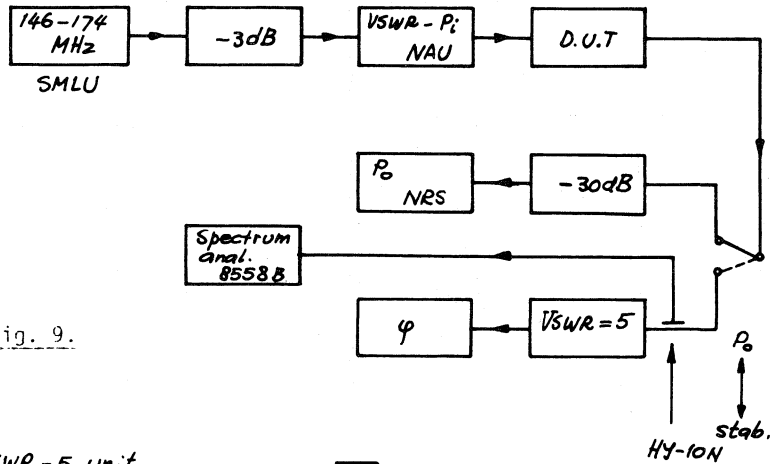 146-174
MHz
SMLU
-3dB
VSWR - Pi
NAU
D.U.T
Po
NRS
-30dB
Spectrum
anal.
8558B
φ
VSWR = 5
Po
stab.
HY-10N
ig. 9.
WR = 5 unit